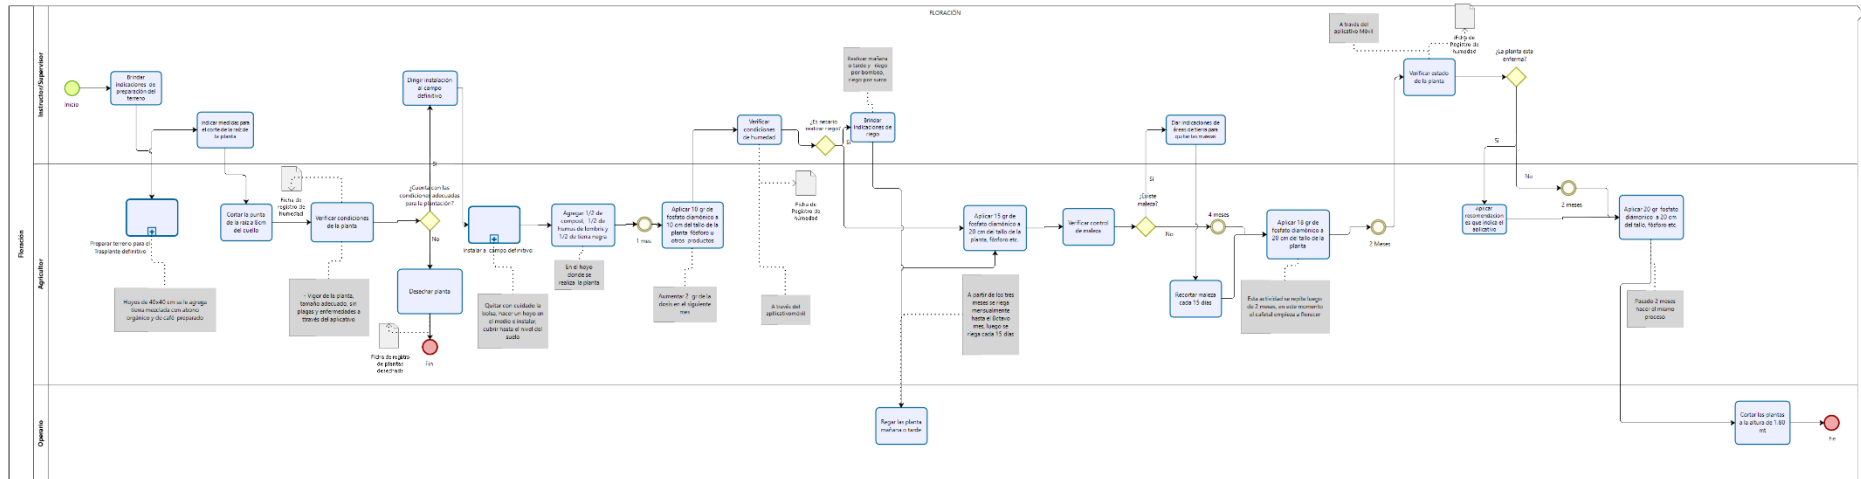 FLORACIÓN
Floración
Instructor/Supervisor
Agricultor
Operario
Inicio
Brindar
indicaciones de
preparación del
terreno
Indicar medidas para
el corte de la raíz de
la planta
Preparar terreno para el
Trasplante definitivo
Hoyos de 40x40 cm se le agrega
tierra mezclada con abono
orgánico y de café preparado
Cortar la punta
de la raíz a 8cm
del cuello
Ficha de
registro de
humedad
Verificar condiciones
de la planta
- Vigor de la planta,
tamaño adecuado, sin
plagas y enfermedades a
través del aplicativo
¿Cuenta con las
condiciones adecuadas
para la plantación?
Si
No
Dirigir instalación
al campo
definitivo
Desechar planta
Ficha de registro
de plantas
desechada
Fin
Instalar a campo definitivo
Quitar con cuidado la
bolsa, hacer un hoyo en
el medio e instalar,
cubrir hasta el nivel del
suelo
Agregar 1/2 de
compost, 1/2 de
humus de lombriz y
1/2 de tierra negra
En el hoyo
donde se
realiza la planta
1 mes
Aplicar 10 gr de
fosfato diamónico a
10 cm del tallo de la
planta fósforo u
otros productos
Aumentar 2 gr de la
dosis en el siguiente
mes
Verificar
condiciones
de humedad
Ficha de
Registro de
humedad
A través del
aplicativo móvil
¿Es necesario
realizar riego?
Si
Realizar mañana
o tarde y riego
por bombeo,
riego por surco
Brindar
indicaciones de
riego
Regar las planta
mañana o tarde
Aplicar 15 gr de
fosfato diamónico a
20 cm del tallo de la
planta, fósforo etc.
A partir de los tres
meses se riega
mensualmente
hasta el 8ctavo
mes, luego se
riega cada 15 días
Verificar control
de maleza
¿Existe
maleza?
Si
No
Dar indicaciones de
áreas de tierra para
quitar las malezas
Recortar maleza
cada 15 días
4 meses
Aplicar 18 gr de
fosfato diamónico a
20 cm del tallo de la
planta
Esta actividad se repite luego
de 2 meses, en este momento
el cafetal empieza a florecer
2 Meses
A través del
aplicativo Móvil
Ficha de
Registro de
humedad
Verificar estado
de la planta
¿La planta esta
enferma?
Si
No
Aplicar
recomendacion
es que indica el
aplicativo
2 meses
Aplicar 20 gr fosfato
diámonico a 20 cm
del tallo, fósforo etc
Pasado 2 meses
hacer el mismo
proceso
Cortar las plantas
a la altura de 1.80
mt
Fin